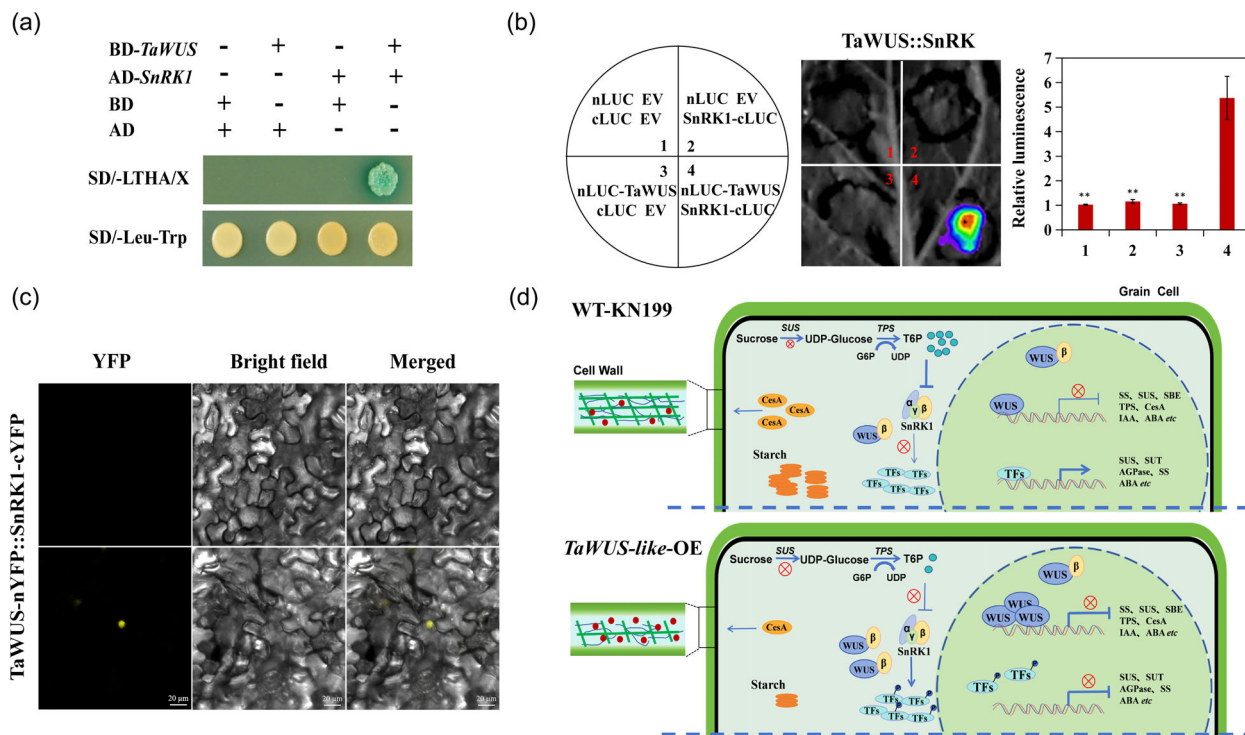 (a)
BD-TaWUS - + - +
AD-SnRK1 - - + +
BD + - + -
AD + + - -
SD/-LTHA/X
SD/-Leu-Trp
(b)
nLUC EV
cLUC EV
1
nLUC EV
SnRK1-cLUC
2
3
nLUC-TaWUS
cLUC EV
4
nLUC-TaWUS
SnRK1-cLUC
TaWUS::SnRK
1
2
3
4
Relative luminescence
7
6
5
4
3
2
1
0
** ** **
1 2 3 4
(c)
YFP Bright field Merged
TaWUS-nYFP::SnRK1-cYFP
20 μm
20 μm
(d)
WT-KN199
Grain Cell
Cell Wall
Sucrose SUS UDP-Glucose TPS T6P
G6P UDP
CesA
CesA
CesA
Starch
α γ β
SnRK1
WUS β
TFs TFs
TFs TFs TFs
WUS β
WUS
SS、SUS、SBE
TPS、CesA
IAA、ABA etc
TFs
SUS、SUT
AGPase、SS
ABA etc
TaWUS-like-OE
Sucrose SUS UDP-Glucose TPS T6P
G6P UDP
CesA
Starch
α γ β
SnRK1
WUS β
WUS β
TFs TFs
TFs TFs TFs
WUS β
WUS
WUS WUS
SS、SUS、SBE
TPS、CesA
IAA、ABA etc
TFs
TFs
SUS、SUT
AGPase、SS
ABA etc